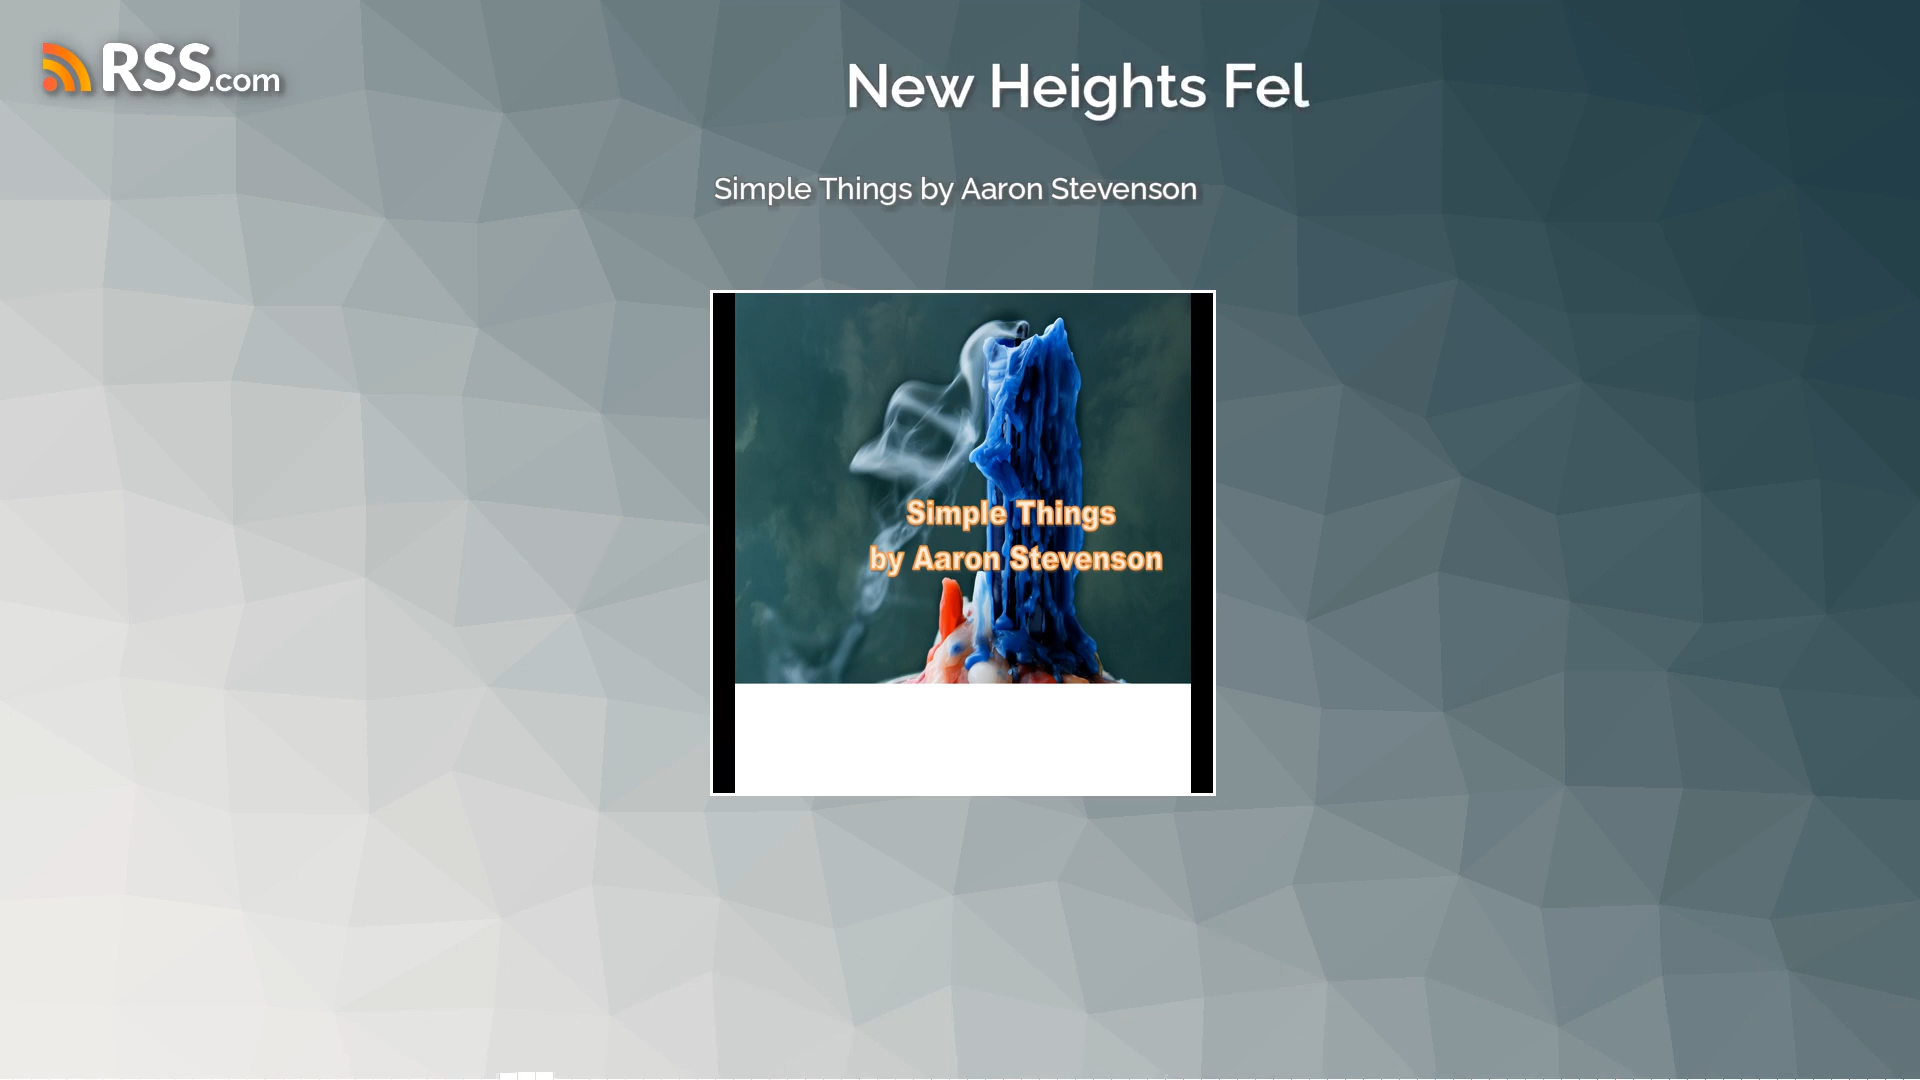 RSS.com
New Heights Fel
Simple Things by Aaron Stevenson
Simple Things
by Aaron Stevenson